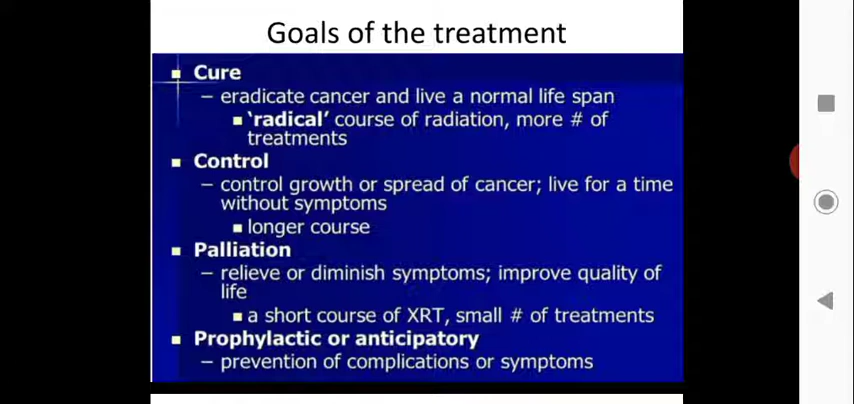 Goals of the treatment
Cure
– eradicate cancer and live a normal life span
‘radical’ course of radiation, more # of
treatments
Control
– control growth or spread of cancer; live for a time
without symptoms
longer course
Palliation
– relieve or diminish symptoms; improve quality of
life
a short course of XRT, small # of treatments
Prophylactic or anticipatory
– prevention of complications or symptoms